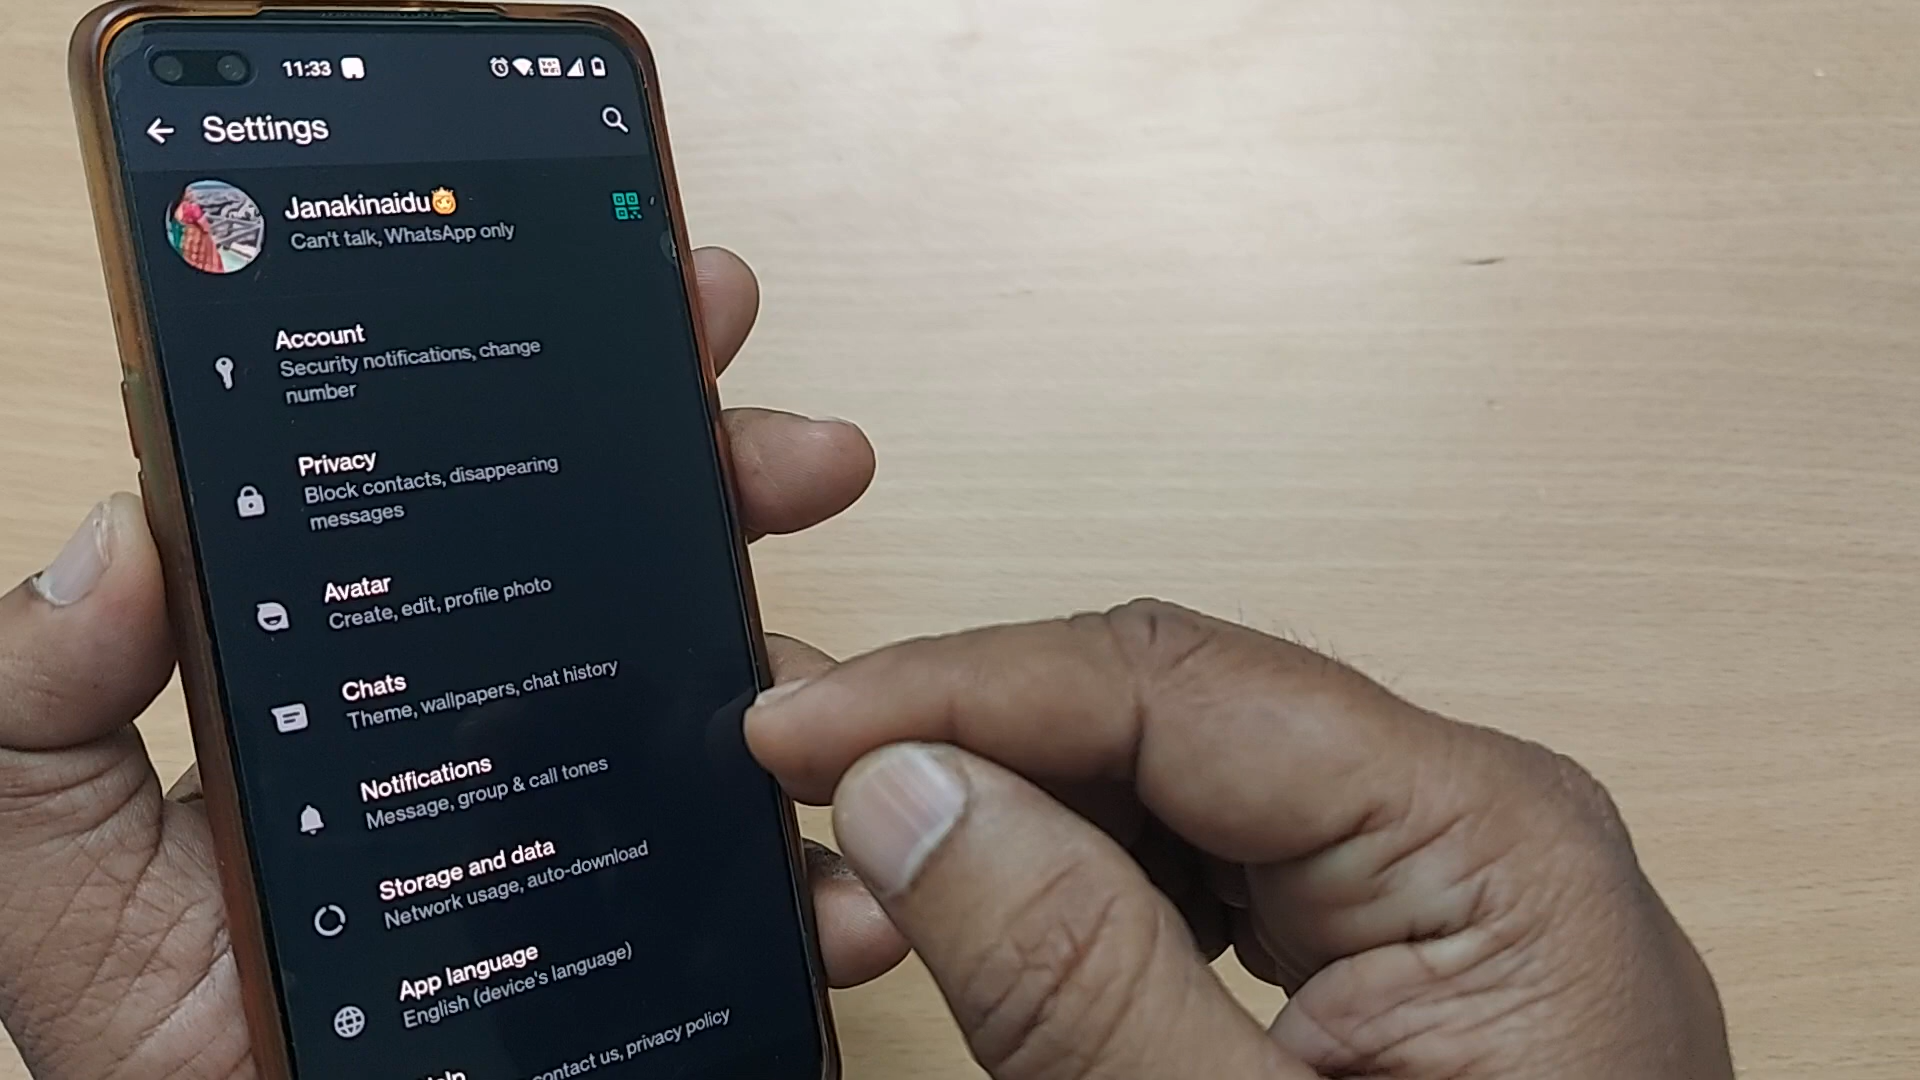 11:33
Settings
Janakinaidu
Can't talk, WhatsApp only
Account
Security notifications, change
number
Privacy
Block contacts, disappearing
messages
Avatar
Create, edit, profile photo
Chats
Theme, wallpapers, chat history
Notifications
Message, group & call tones
Storage and data
Network usage, auto-download
App language
English (device's language)
contact us, privacy policy